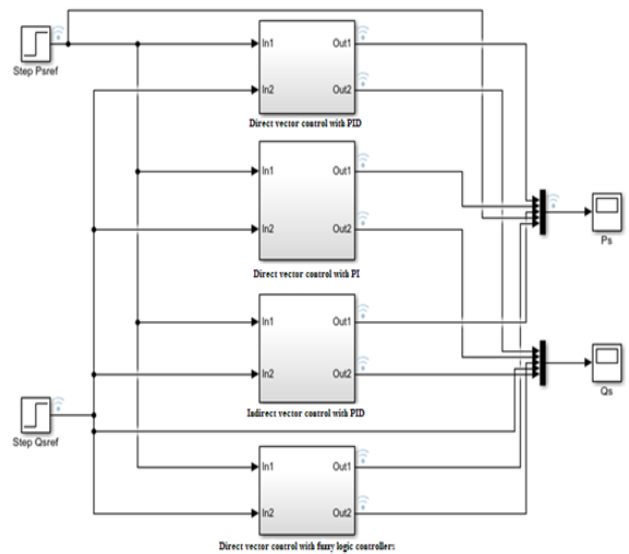 Step Psref
In1
Out1
In2
Out2
Direct vector control with PID
In1
Out1
In2
Out2
Direct vector control with PI
Ps
In1
Out1
In2
Out2
Indirect vector control with PID
Qs
Step Qsref
In1
Out1
In2
Out2
Direct vector control with fuzzy logic controllers